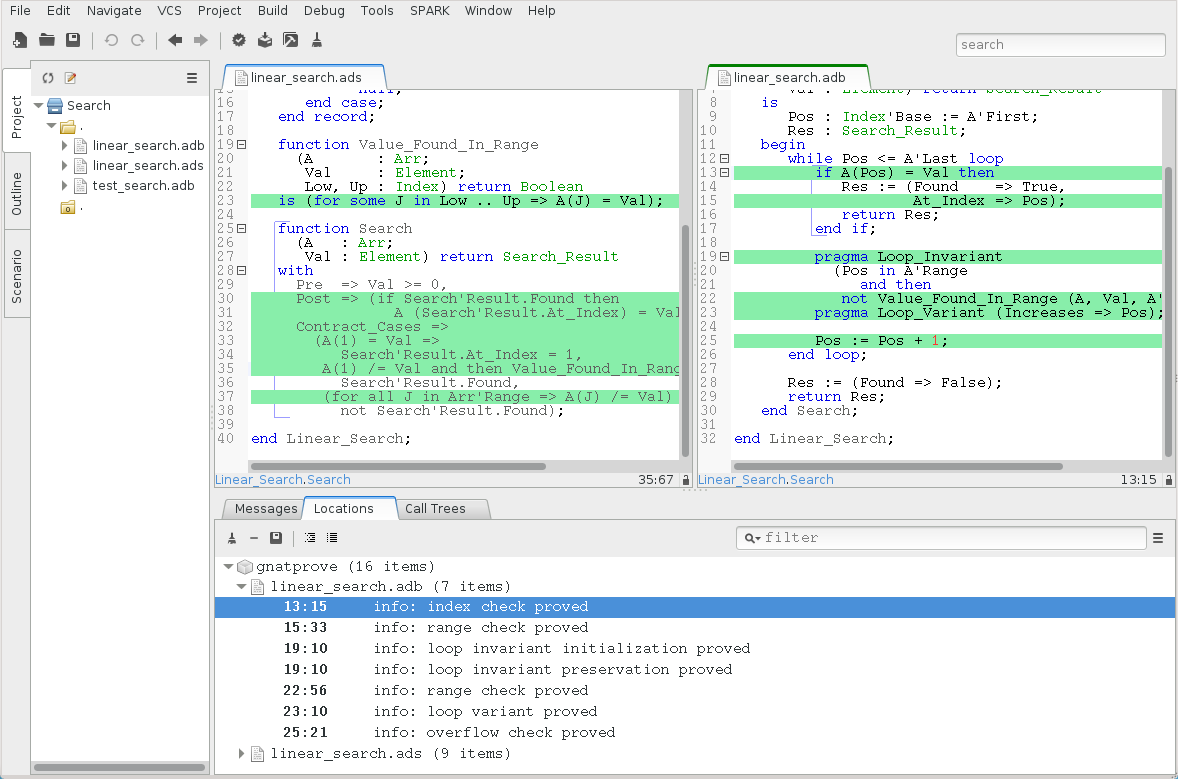 File Edit Navigate VCS Project Build Debug Tools SPARK Window Help
search
Project
Outline
Scenario
Search
.
linear_search.adb
linear_search.ads
test_search.adb
.
linear_search.ads
16 end case;
17 end record;
18
19 function Value_Found_In_Range
20 (A : Arr;
21 Val : Element;
22 Low, Up : Index) return Boolean
23 is (for some J in Low .. Up => A(J) = Val);
24
25 function Search
26 (A : Arr;
27 Val : Element) return Search_Result
28 with
29 Pre => Val >= 0,
30 Post => (if Search'Result.Found then
31 A (Search'Result.At_Index) = Val
32 Contract_Cases =>
33 (A(1) = Val =>
34 Search'Result.At_Index = 1,
35 A(1) /= Val and then Value_Found_In_Rang
36 Search'Result.Found,
37 (for all J in Arr'Range => A(J) /= Val)
38 not Search'Result.Found);
39
40 end Linear_Search;
Linear_Search.Search 35:67
linear_search.adb
Val : Element) return Search_Result
8
9 is
Pos : Index'Base := A'First;
10 Res : Search_Result;
11 begin
12 while Pos <= A'Last loop
13 if A(Pos) = Val then
14 Res := (Found => True,
15 At_Index => Pos);
16 return Res;
17 end if;
18
19 pragma Loop_Invariant
20 (Pos in A'Range
21 and then
22 not Value_Found_In_Range (A, Val, A'
23 pragma Loop_Variant (Increases => Pos);
24
25 Pos := Pos + 1;
26 end loop;
27
28 Res := (Found => False);
29 return Res;
30 end Search;
31
32 end Linear_Search;
Linear_Search.Search 13:15
Messages Locations Call Trees
filter
gnatprove (16 items)
linear_search.adb (7 items)
13:15 info: index check proved
15:33 info: range check proved
19:10 info: loop invariant initialization proved
19:10 info: loop invariant preservation proved
22:56 info: range check proved
23:10 info: loop variant proved
25:21 info: overflow check proved
linear_search.ads (9 items)